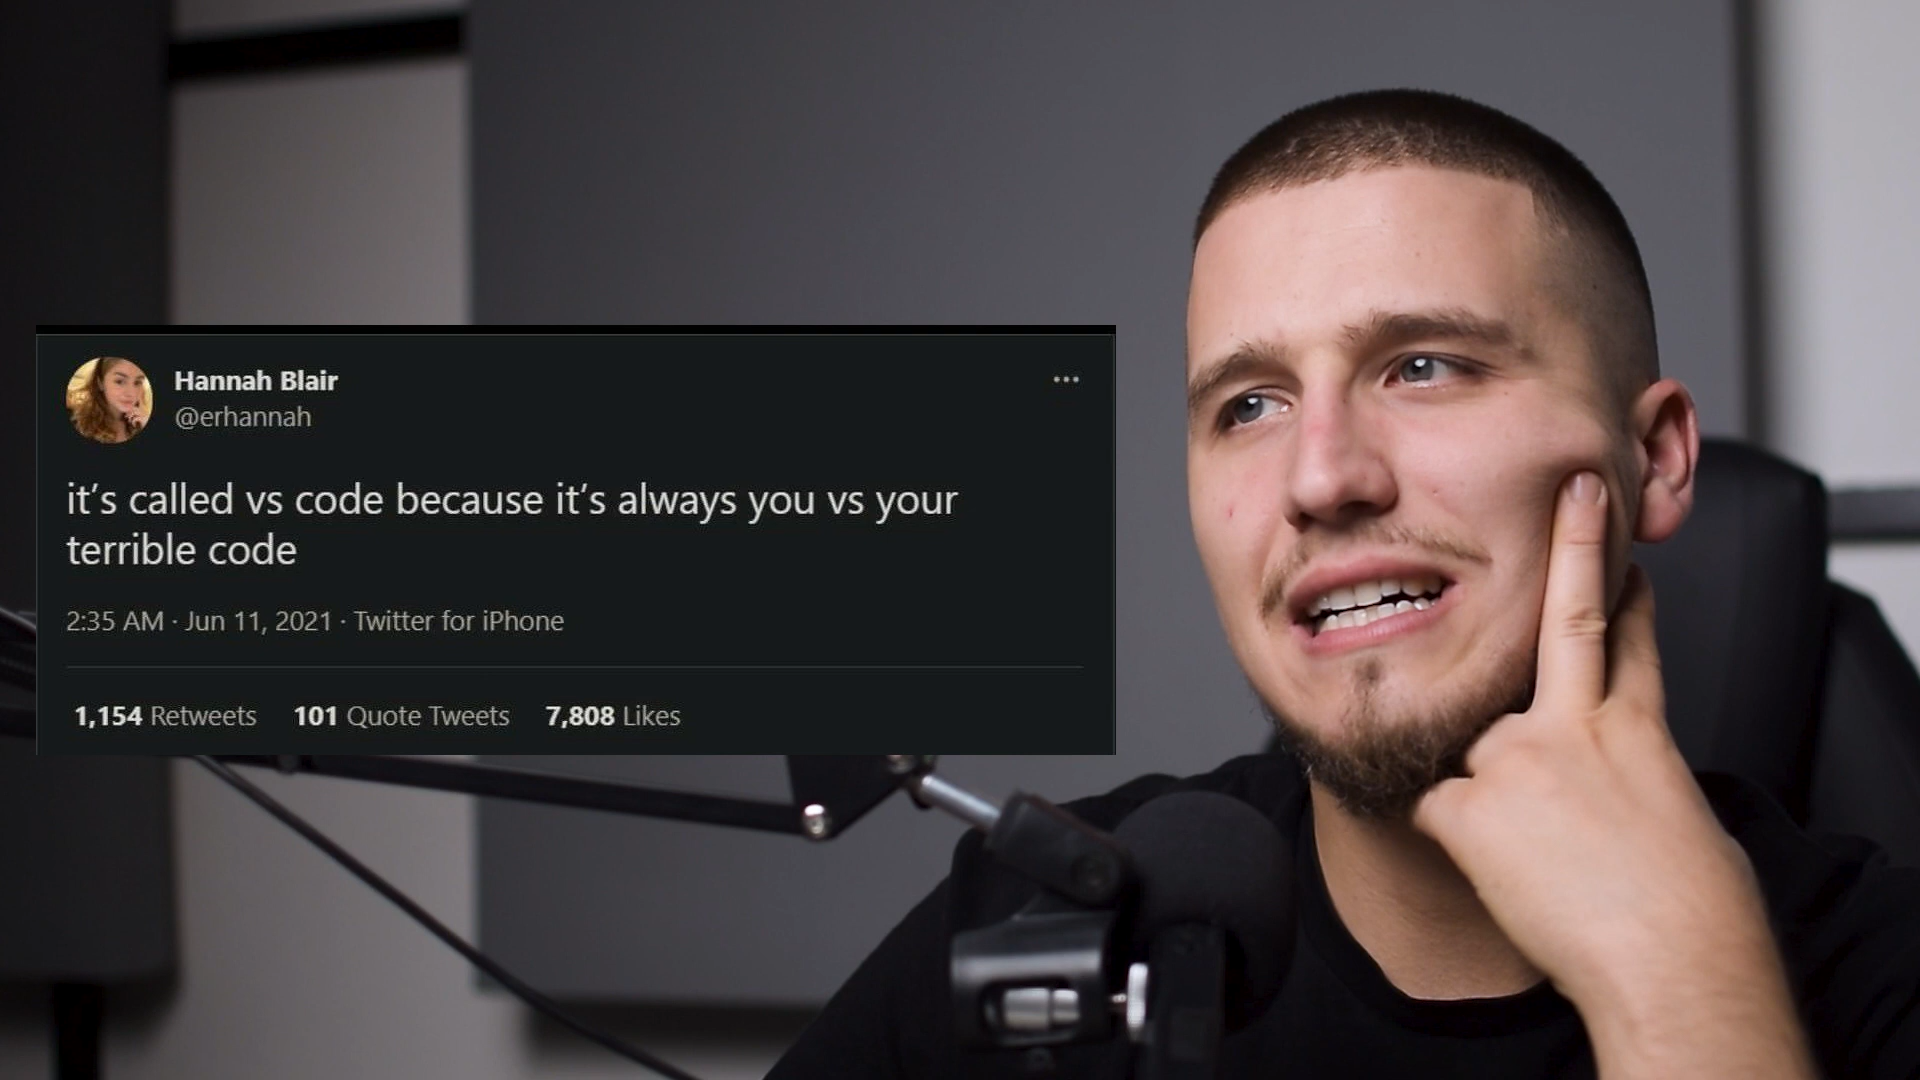 Hannah Blair
@erhannah
it's called vs code because it's always you vs your
terrible code
2:35 AM · Jun 11, 2021 · Twitter for iPhone
1,154 Retweets 101 Quote Tweets 7,808 Likes